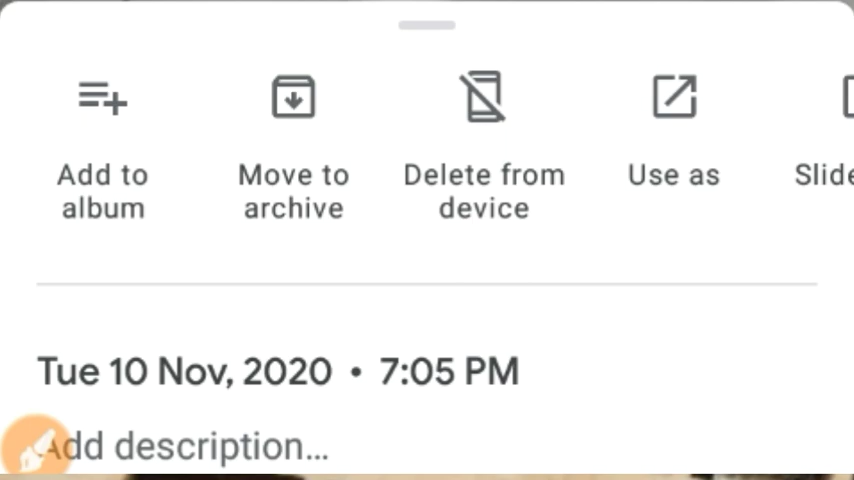 Add to album
Move to archive
Delete from device
Use as
Tue 10 Nov, 2020 • 7:05 PM
Add description...